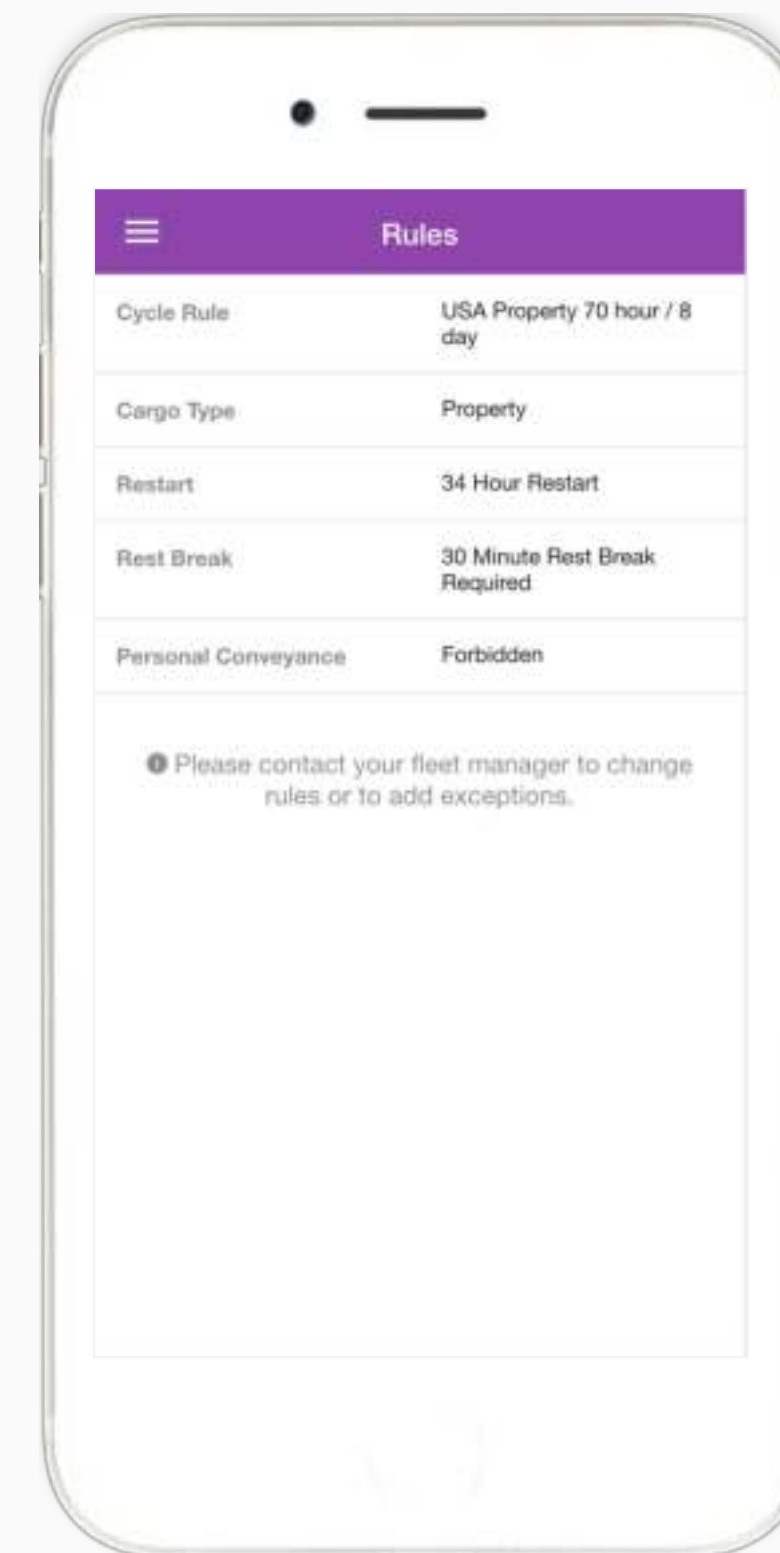 Rules
Cycle Rule
USA Property 70 hour / 8
day
Cargo Type
Property
Restart
34 Hour Restart
Rest Break
30 Minute Rest Break
Required
Personal Conveyance
Forbidden
Please contact your fleet manager to change
rules or to add exceptions.